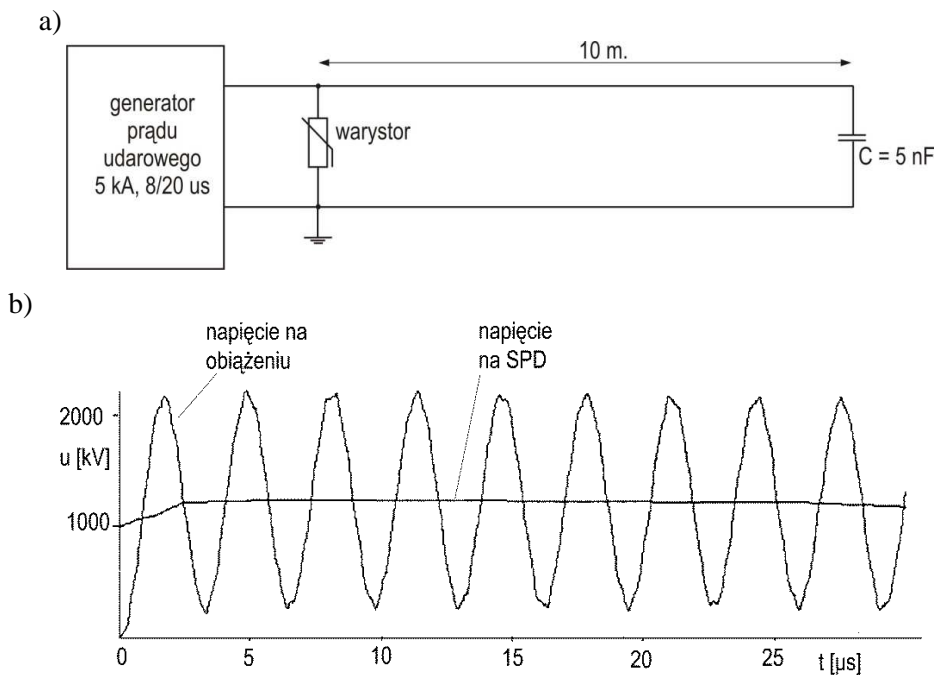 a)
10 m.
generator
prądu
udarowego
5 kA, 8/20 us
warystor
C = 5 nF
b)
napięcie na
obiążeniu
napięcie
na SPD
2000
u [kV]
1000
0
5
10
15
20
25
t [µs]